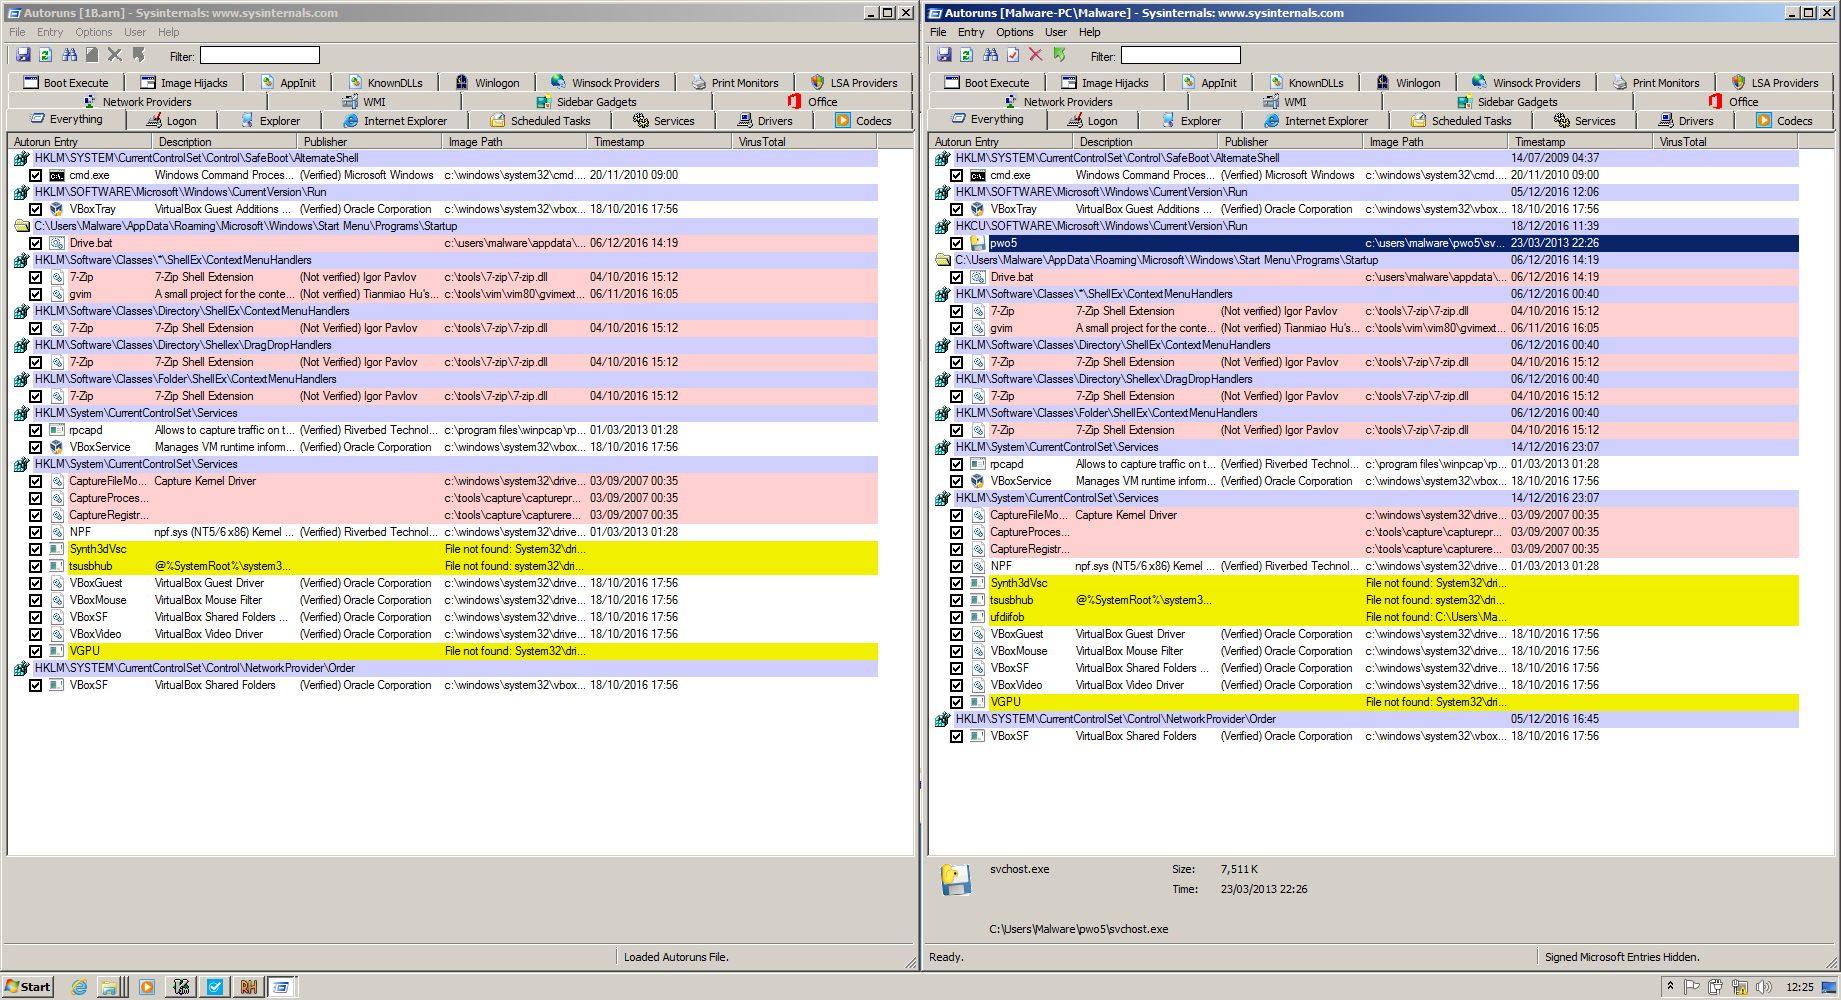 Autoruns [1B.arn] - Sysinternals: www.sysinternals.com
File Entry Options User Help
Filter:
Boot Execute Image Hijacks AppInit KnownDLLs Winlogon Winsock Providers Print Monitors LSA Providers
Network Providers WMI Sidebar Gadgets Office
Everything Logon Explorer Internet Explorer Scheduled Tasks Services Drivers Codecs
Autorun Entry Description Publisher Image Path Timestamp VirusTotal
HKLM\SYSTEM\CurrentControlSet\Control\SafeBoot\AlternateShell
cmd.exe Windows Command Proces... (Verified) Microsoft Windows c:\windows\system32\cmd.... 20/11/2010 09:00
HKLM\SOFTWARE\Microsoft\Windows\CurrentVersion\Run
VBoxTray VirtualBox Guest Additions ... (Verified) Oracle Corporation c:\windows\system32\vbox... 18/10/2016 17:56
C:\Users\Malware\AppData\Roaming\Microsoft\Windows\Start Menu\Programs\Startup
Drive.bat c:\users\malware\appdata\... 06/12/2016 14:19
HKLM\Software\Classes\*\ShellEx\ContextMenuHandlers
7-Zip 7-Zip Shell Extension (Not verified) Igor Pavlov c:\tools\7-zip\7-zip.dll 04/10/2016 15:12
gvim A small project for the conte... (Not verified) Tianmiao Hu's... c:\tools\vim\vim80\gvimext... 06/11/2016 16:05
HKLM\Software\Classes\Directory\ShellEx\ContextMenuHandlers
7-Zip 7-Zip Shell Extension (Not Verified) Igor Pavlov c:\tools\7-zip\7-zip.dll 04/10/2016 15:12
HKLM\Software\Classes\Directory\Shellex\DragDropHandlers
7-Zip 7-Zip Shell Extension (Not Verified) Igor Pavlov c:\tools\7-zip\7-zip.dll 04/10/2016 15:12
HKLM\Software\Classes\Folder\ShellEx\ContextMenuHandlers
7-Zip 7-Zip Shell Extension (Not Verified) Igor Pavlov c:\tools\7-zip\7-zip.dll 04/10/2016 15:12
HKLM\System\CurrentControlSet\Services
rpcapd Allows to capture traffic on t... (Verified) Riverbed Technol... c:\program files\winpcap\rp... 01/03/2013 01:28
VBoxService Manages VM runtime inform... (Verified) Oracle Corporation c:\windows\system32\vbox... 18/10/2016 17:56
HKLM\System\CurrentControlSet\Services
CaptureFileMo... Capture Kernel Driver c:\windows\system32\drive... 03/09/2007 00:35
CaptureProces... c:\tools\capture\capturepr... 03/09/2007 00:35
CaptureRegistr... c:\tools\capture\capturere... 03/09/2007 00:35
NPF npf.sys (NT5/6 x86) Kernel ... (Verified) Riverbed Technol... c:\windows\system32\drive... 01/03/2013 01:28
Synth3dVsc File not found: System32\dri...
tsusbhub @%SystemRoot%\system3... File not found: system32\dri...
VBoxGuest VirtualBox Guest Driver (Verified) Oracle Corporation c:\windows\system32\drive... 18/10/2016 17:56
VBoxMouse VirtualBox Mouse Filter (Verified) Oracle Corporation c:\windows\system32\drive... 18/10/2016 17:56
VBoxSF VirtualBox Shared Folders ... (Verified) Oracle Corporation c:\windows\system32\drive... 18/10/2016 17:56
VBoxVideo VirtualBox Video Driver (Verified) Oracle Corporation c:\windows\system32\drive... 18/10/2016 17:56
VGPU File not found: System32\dri...
HKLM\SYSTEM\CurrentControlSet\Control\NetworkProvider\Order
VBoxSF VirtualBox Shared Folders (Verified) Oracle Corporation c:\windows\system32\vbox... 18/10/2016 17:56
Loaded Autoruns File.
Autoruns [Malware-PC\Malware] - Sysinternals: www.sysinternals.com
File Entry Options User Help
Filter:
Boot Execute Image Hijacks AppInit KnownDLLs Winlogon Winsock Providers Print Monitors LSA Providers
Network Providers WMI Sidebar Gadgets Office
Everything Logon Explorer Internet Explorer Scheduled Tasks Services Drivers Codecs
Autorun Entry Description Publisher Image Path Timestamp VirusTotal
HKLM\SYSTEM\CurrentControlSet\Control\SafeBoot\AlternateShell 14/07/2009 04:37
cmd.exe Windows Command Proces... (Verified) Microsoft Windows c:\windows\system32\cmd.... 20/11/2010 09:00
HKLM\SOFTWARE\Microsoft\Windows\CurrentVersion\Run 05/12/2016 12:06
VBoxTray VirtualBox Guest Additions ... (Verified) Oracle Corporation c:\windows\system32\vbox... 18/10/2016 17:56
HKCU\SOFTWARE\Microsoft\Windows\CurrentVersion\Run 18/12/2016 11:39
pwo5 c:\users\malware\pwo5\sv... 23/03/2013 22:26
C:\Users\Malware\AppData\Roaming\Microsoft\Windows\Start Menu\Programs\Startup 06/12/2016 14:19
Drive.bat c:\users\malware\appdata\... 06/12/2016 14:19
HKLM\Software\Classes\*\ShellEx\ContextMenuHandlers 06/12/2016 00:40
7-Zip 7-Zip Shell Extension (Not verified) Igor Pavlov c:\tools\7-zip\7-zip.dll 04/10/2016 15:12
gvim A small project for the conte... (Not verified) Tianmiao Hu's... c:\tools\vim\vim80\gvimext... 06/11/2016 16:05
HKLM\Software\Classes\Directory\ShellEx\ContextMenuHandlers 06/12/2016 00:40
7-Zip 7-Zip Shell Extension (Not Verified) Igor Pavlov c:\tools\7-zip\7-zip.dll 04/10/2016 15:12
HKLM\Software\Classes\Directory\Shellex\DragDropHandlers 06/12/2016 00:40
7-Zip 7-Zip Shell Extension (Not Verified) Igor Pavlov c:\tools\7-zip\7-zip.dll 04/10/2016 15:12
HKLM\Software\Classes\Folder\ShellEx\ContextMenuHandlers 06/12/2016 00:40
7-Zip 7-Zip Shell Extension (Not Verified) Igor Pavlov c:\tools\7-zip\7-zip.dll 04/10/2016 15:12
HKLM\System\CurrentControlSet\Services 14/12/2016 23:07
rpcapd Allows to capture traffic on t... (Verified) Riverbed Technol... c:\program files\winpcap\rp... 01/03/2013 01:28
VBoxService Manages VM runtime inform... (Verified) Oracle Corporation c:\windows\system32\vbox... 18/10/2016 17:56
HKLM\System\CurrentControlSet\Services 14/12/2016 23:07
CaptureFileMo... Capture Kernel Driver c:\windows\system32\drive... 03/09/2007 00:35
CaptureProces... c:\tools\capture\capturepr... 03/09/2007 00:35
CaptureRegistr... c:\tools\capture\capturere... 03/09/2007 00:35
NPF npf.sys (NT5/6 x86) Kernel ... (Verified) Riverbed Technol... c:\windows\system32\drive... 01/03/2013 01:28
Synth3dVsc File not found: System32\dri...
tsusbhub @%SystemRoot%\system3... File not found: system32\dri...
ufdiifob File not found: C:\Users\Ma...
VBoxGuest VirtualBox Guest Driver (Verified) Oracle Corporation c:\windows\system32\drive... 18/10/2016 17:56
VBoxMouse VirtualBox Mouse Filter (Verified) Oracle Corporation c:\windows\system32\drive... 18/10/2016 17:56
VBoxSF VirtualBox Shared Folders ... (Verified) Oracle Corporation c:\windows\system32\drive... 18/10/2016 17:56
VBoxVideo VirtualBox Video Driver (Verified) Oracle Corporation c:\windows\system32\drive... 18/10/2016 17:56
VGPU File not found: System32\dri...
HKLM\SYSTEM\CurrentControlSet\Control\NetworkProvider\Order 05/12/2016 16:45
VBoxSF VirtualBox Shared Folders (Verified) Oracle Corporation c:\windows\system32\vbox... 18/10/2016 17:56
svchost.exe Size: 7,511 K
Time: 23/03/2013 22:26
C:\Users\Malware\pwo5\svchost.exe
Ready. Signed Microsoft Entries Hidden.
Start RH 12:25